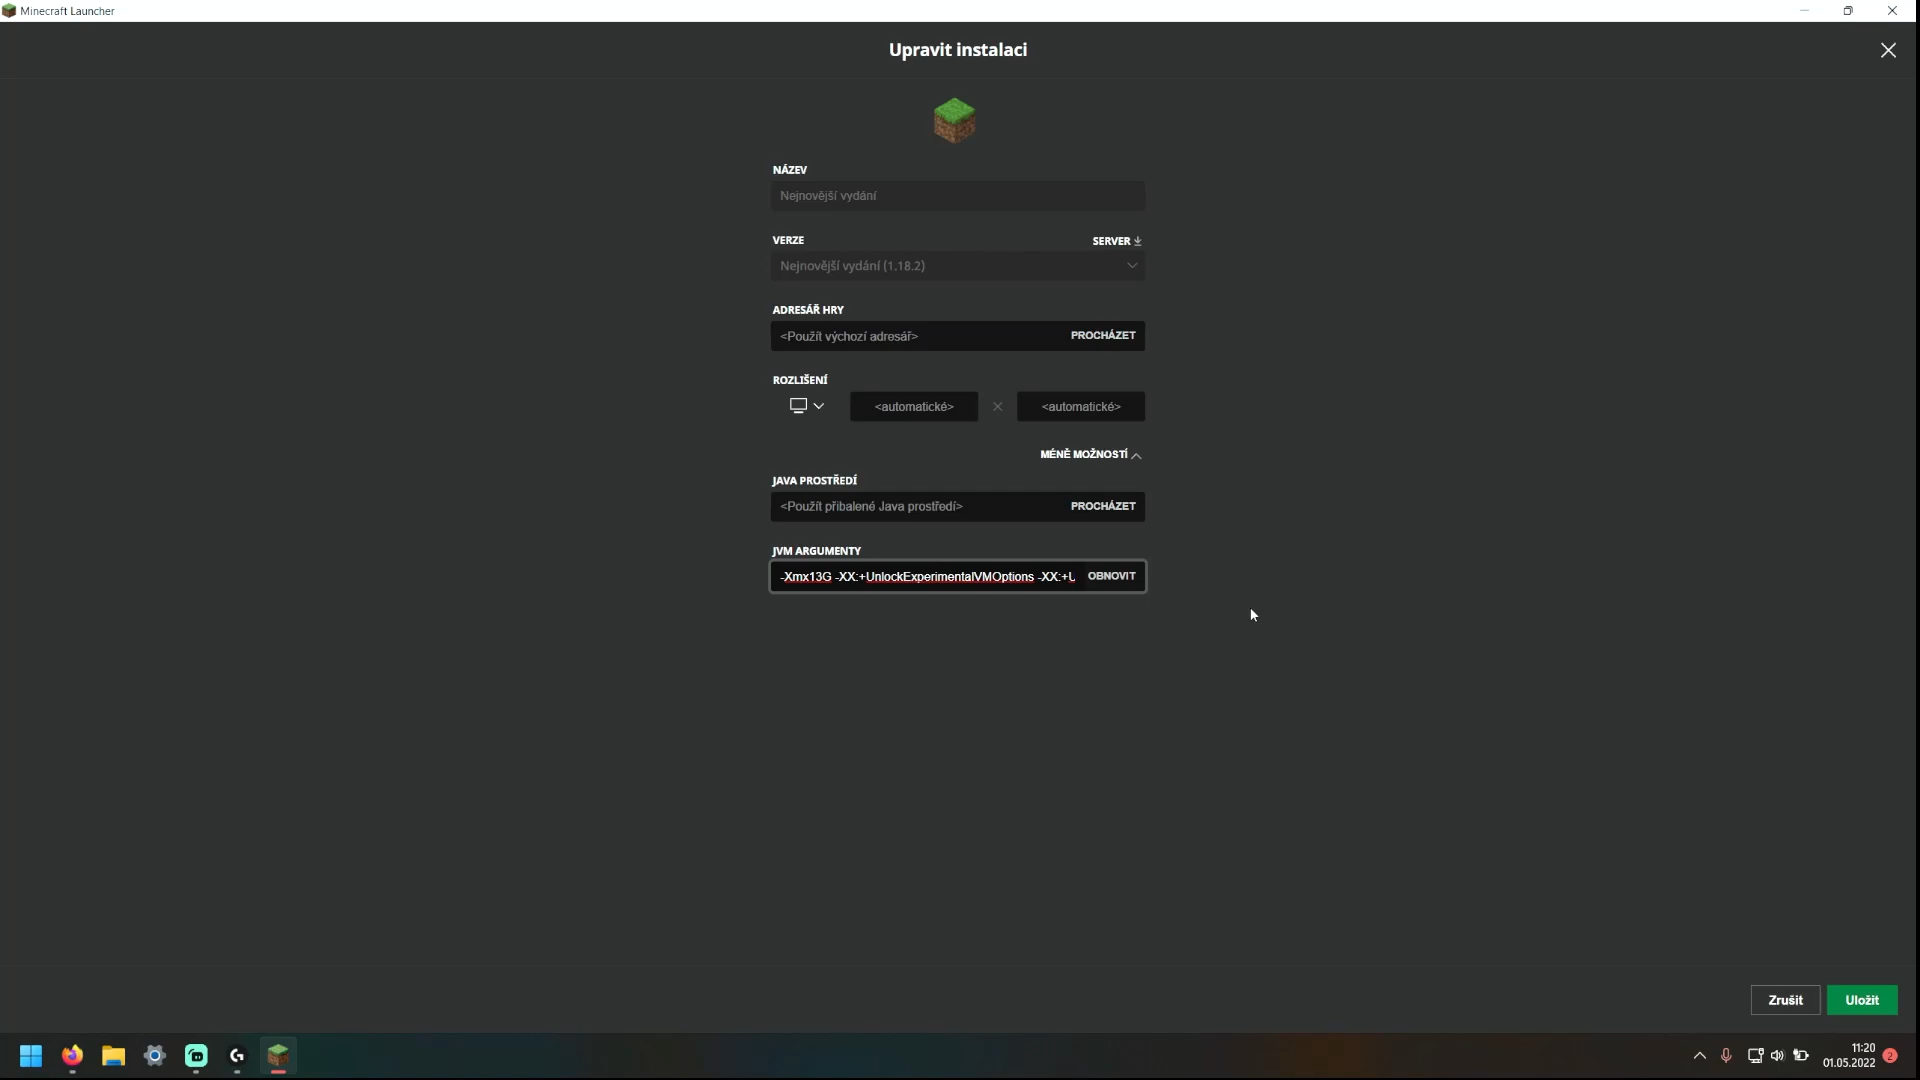 Minecraft Launcher
Upravit instalaci
NÁZEV
Nejnovější vydání
VERZE
SERVER
Nejnovější vydání (1.18.2)
ADRESÁŘ HRY
<Použít výchozí adresář>
PROCHÁZET
ROZLIŠENÍ
<automatické>
<automatické>
MÉNĚ MOŽNOSTÍ
JAVA PROSTŘEDÍ
<Použít přibalené Java prostředí>
PROCHÁZET
JVM ARGUMENTY
-Xmx13G -XX:+UnlockExperimentalVMOptions -XX:+U
OBNOVIT
Zrušit
Uložit
11:20
01.05.2022
2